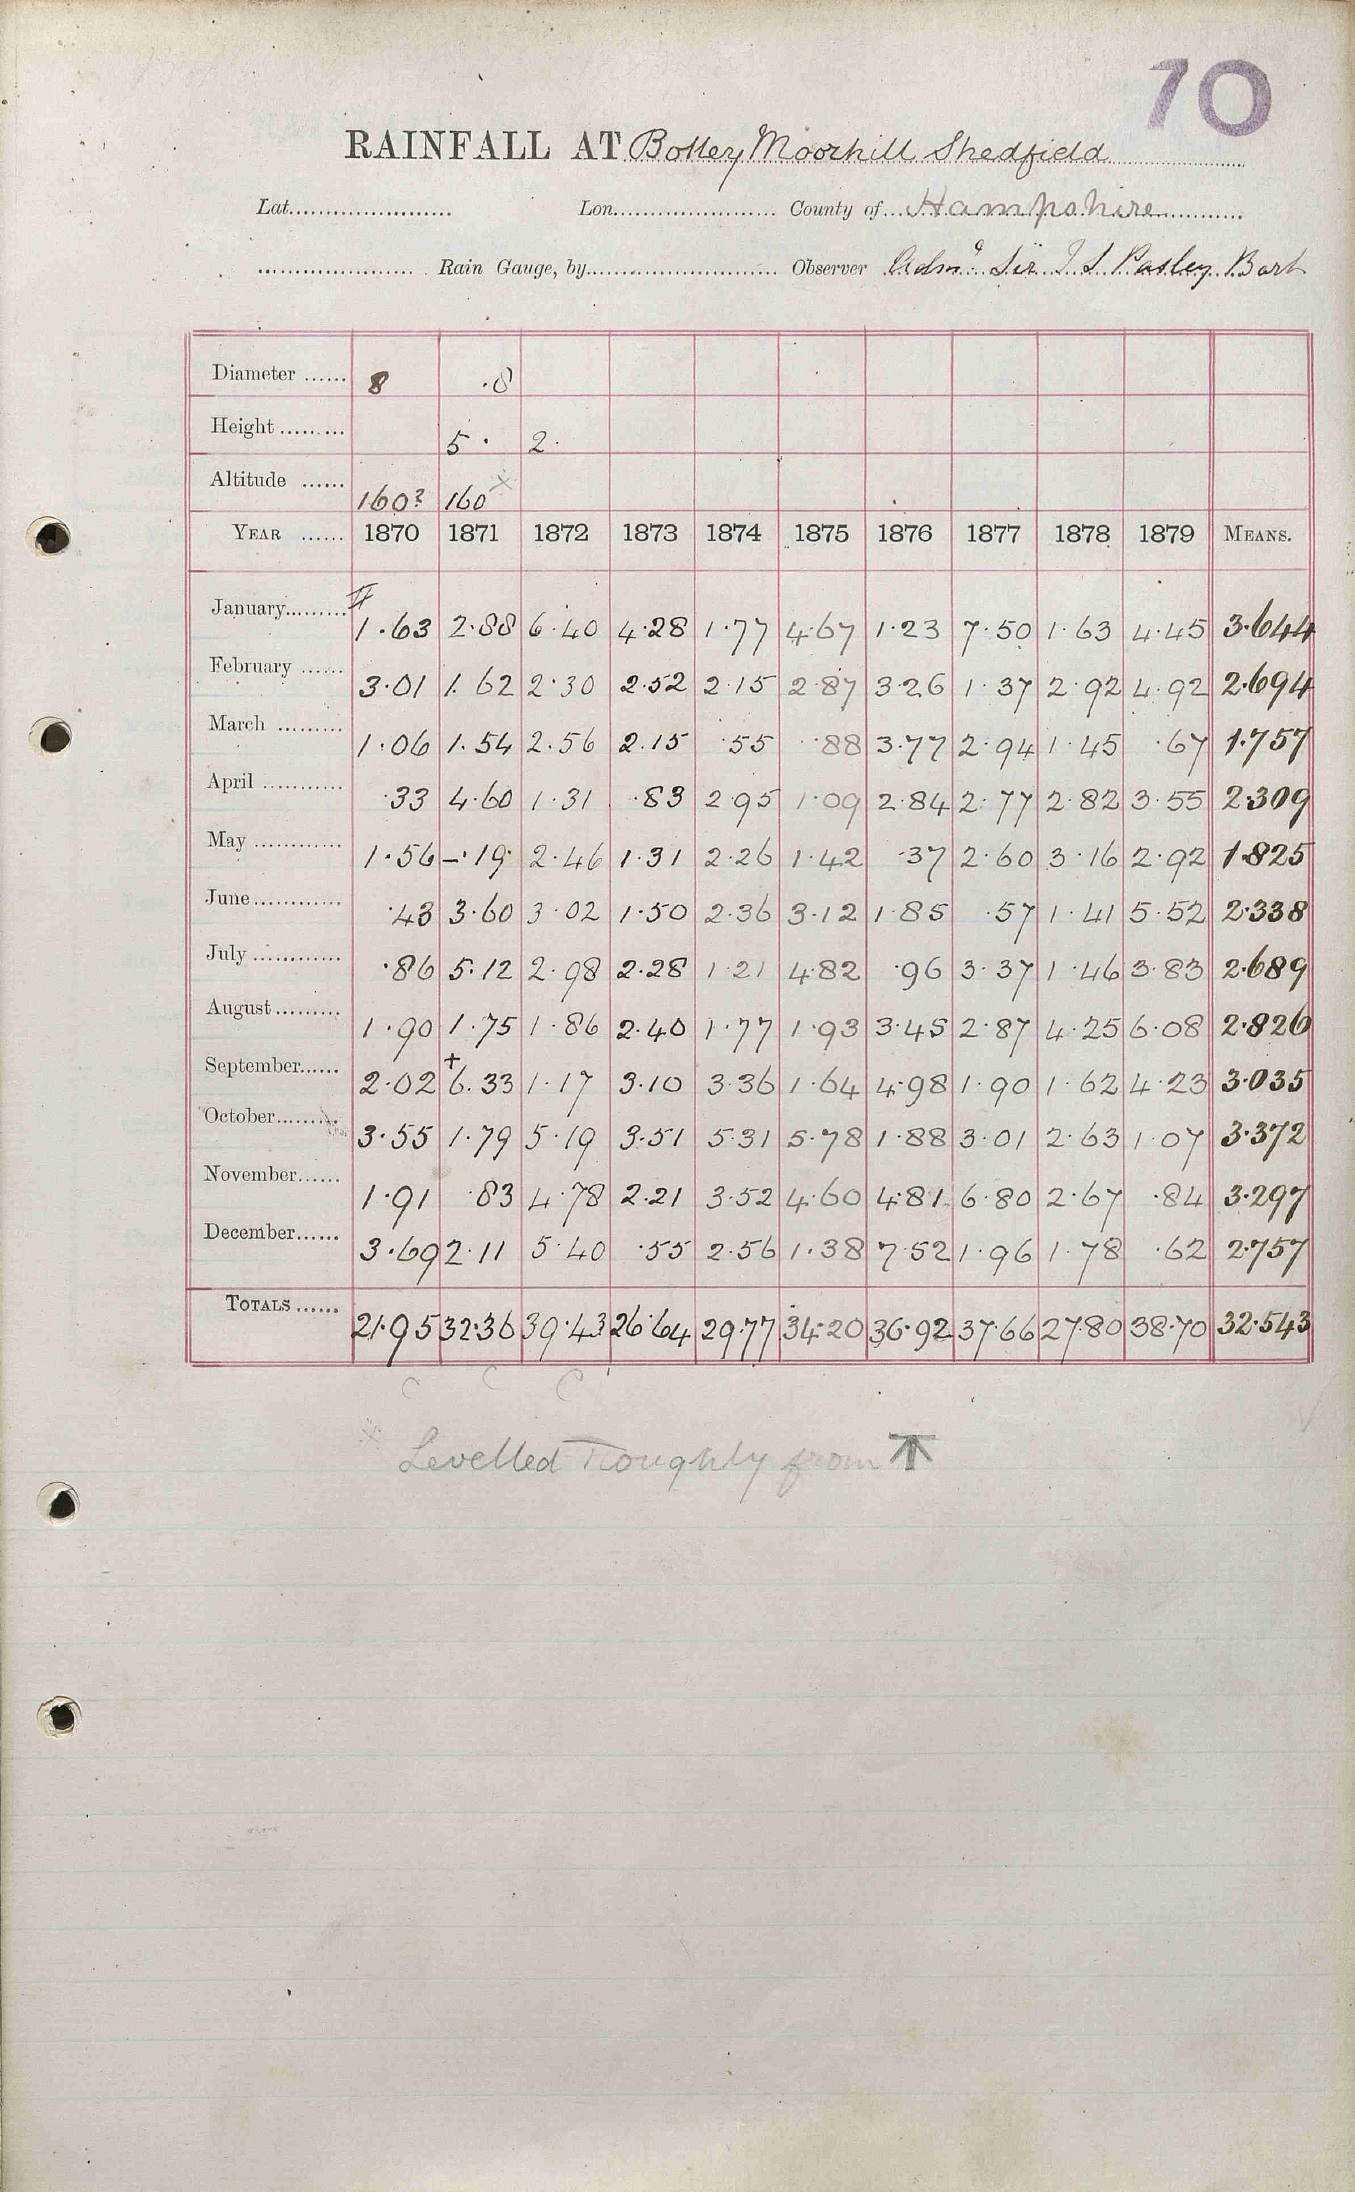 70
RAINFALL AT Botley Moorhill Shedfield
Lat. Lon. County of Hampshire
Rain Gauge, by Observer Adml Sir T S Pasley Bart
Diameter 8 .8
Height 5. 2.
Altitude 160? 160 x
YEAR 1870 1871 1872 1873 1874 1875 1876 1877 1878 1879 MEANS.
January 1.63 2.88 6.40 4.28 1.77 4.67 1.23 7.50 1.63 4.45 3.644
February 3.01 1.62 2.30 2.52 2.15 2.87 3.26 1.37 2.92 4.92 2.694
March 1.06 1.54 2.56 2.15 .55 .88 3.77 2.94 1.45 .67 1.757
April .33 4.60 1.31 .83 2.95 1.09 2.84 2.77 2.82 3.55 2.309
May 1.56 -.19 2.46 1.31 2.26 1.42 .37 2.60 3.16 2.92 1.825
June .43 3.60 3.02 1.50 2.36 3.12 1.85 .57 1.41 5.52 2.338
July .86 5.12 2.98 2.28 1.21 4.82 .96 3.37 1.46 3.83 2.689
August 1.90 1.75 1.86 2.40 1.77 1.93 3.45 2.87 4.25 6.08 2.826
September 2.02 +6.33 1.17 3.10 3.36 1.64 4.98 1.90 1.62 4.23 3.035
October 3.55 1.79 5.19 3.51 5.31 5.78 1.88 3.01 2.63 1.07 3.372
November 1.91 .83 4.78 2.21 3.52 4.60 4.81 6.80 2.67 .84 3.297
December 3.69 2.11 5.40 .55 2.56 1.38 7.52 1.96 1.78 .62 2.757
TOTALS 21.95 32.36 39.43 26.64 29.77 34.20 36.92 37.66 27.80 38.70 32.543
C C C
x Levelled roughly from